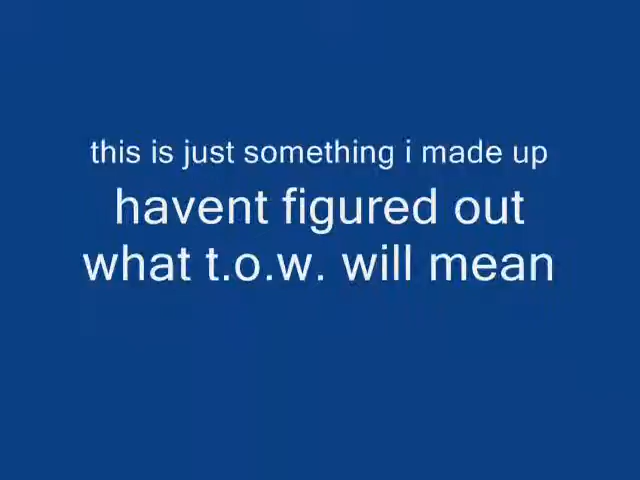 this is just something i made up
havent figured out
what t.o.w. will mean